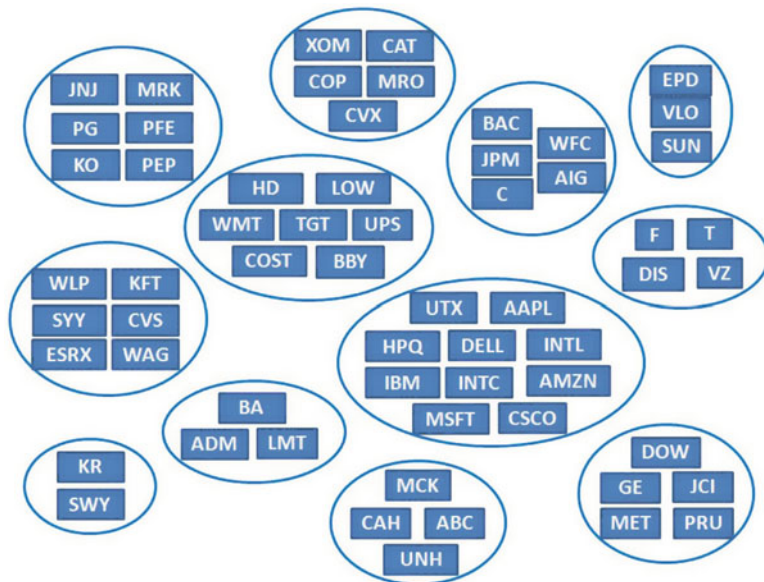 JNJ MRK
PG PFE
KO PEP
XOM CAT
COP MRO
CVX
BAC
WFC
JPM
AIG
C
EPD
VLO
SUN
HD LOW
WMT TGT UPS
COST BBY
F T
DIS VZ
WLP KFT
SYY CVS
ESRX WAG
UTX AAPL
HPQ DELL INTL
IBM INTC AMZN
MSFT CSCO
BA
ADM LMT
KR
SWY
MCK
CAH ABC
UNH
DOW
GE JCI
MET PRU